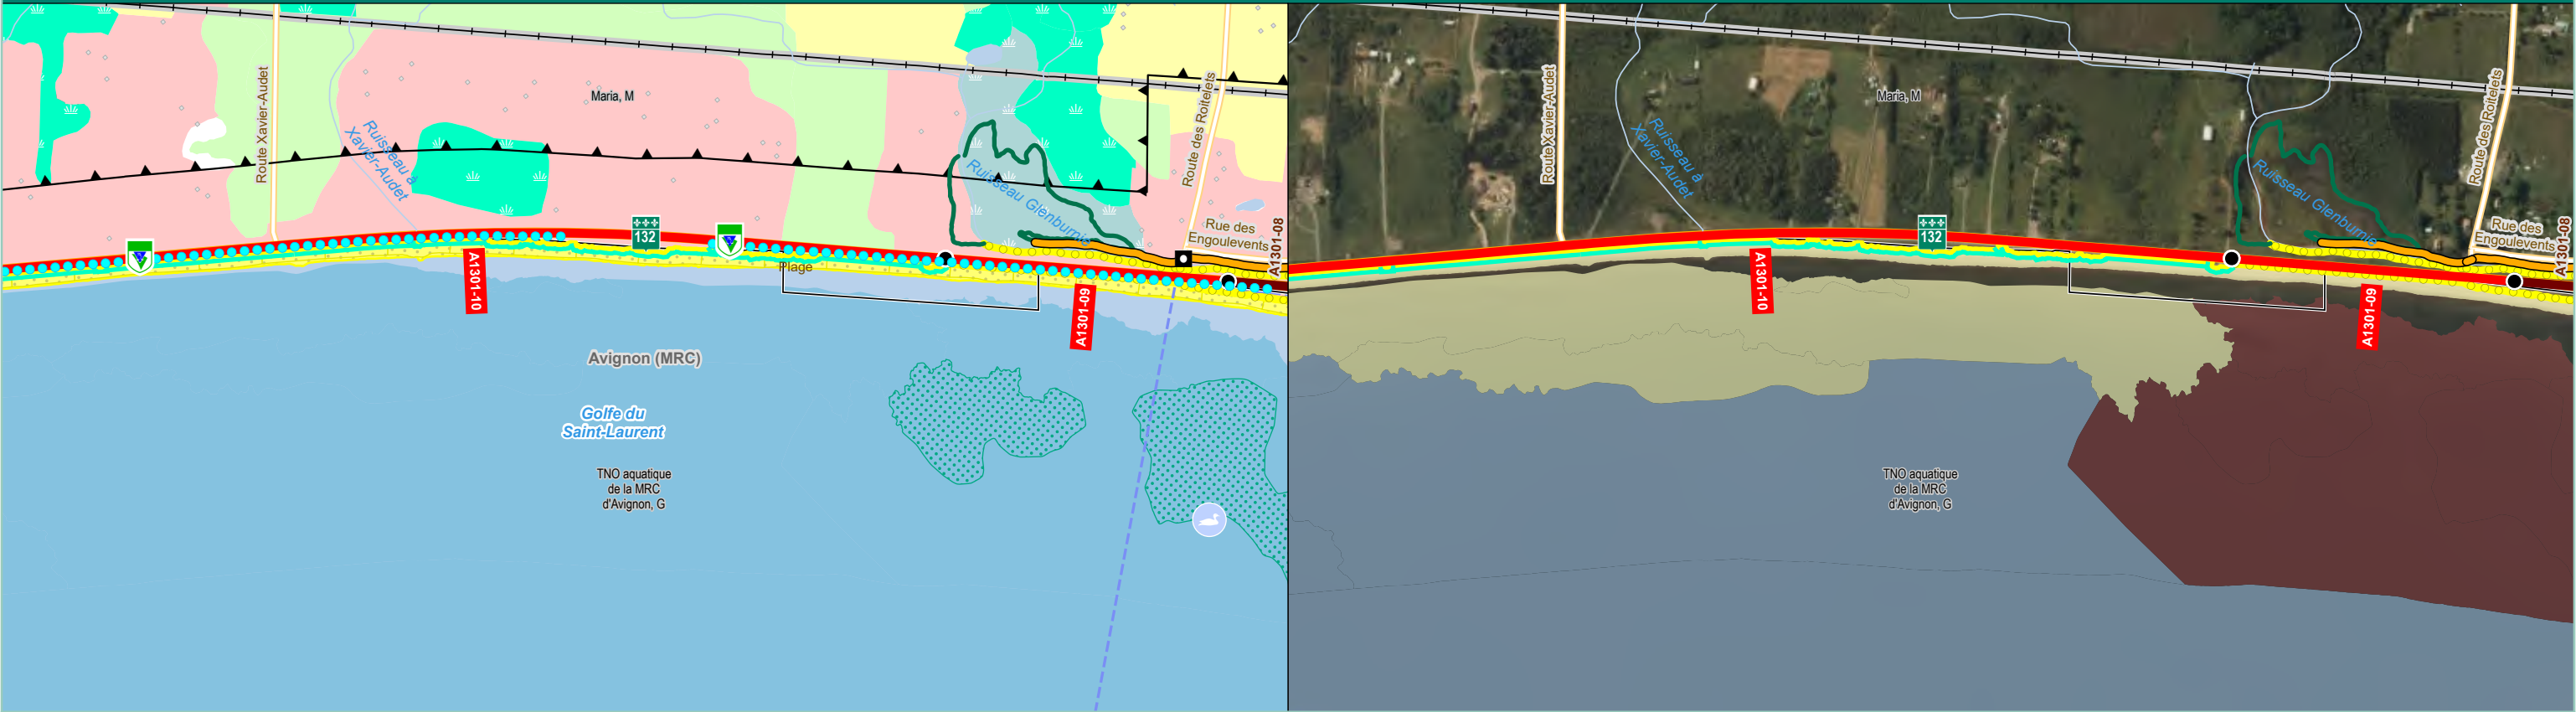 Route Xavier-Audet
Ruisseau à
Xavier-Audet
Maria, M
Route des Roitelets
Ruisseau Glenburnie
Rue des
Engoulevents
A1301-08
132
Plage
A1301-10
A1301-09
Avignon (MRC)
Golfe du
Saint-Laurent
TNO aquatique
de la MRC
d'Avignon, G
Route Xavier-Audet
Ruisseau à
Xavier-Audet
Maria, M
Route des Roitelets
Ruisseau Glenburnie
Rue des
Engoulevents
A1301-08
132
A1301-10
A1301-09
TNO aquatique
de la MRC
d'Avignon, G